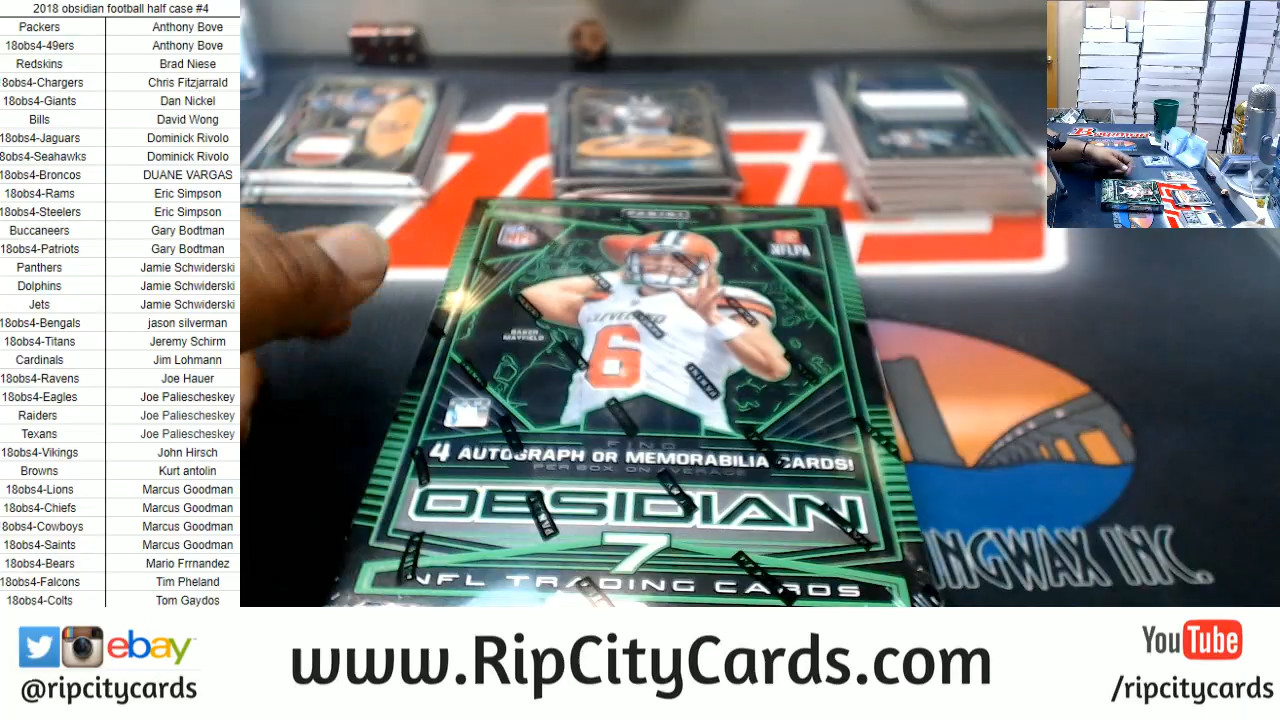 2018 obsidian football half case #4
Packers Anthony Bove
18obs4-49ers Anthony Bove
Redskins Brad Niese
8obs4-Chargers Chris Fitzjarrald
18obs4-Giants Dan Nickel
Bills David Wong
18obs4-Jaguars Dominick Rivolo
8obs4-Seahawks Dominick Rivolo
8obs4-Broncos DUANE VARGAS
18obs4-Rams Eric Simpson
18obs4-Steelers Eric Simpson
Buccaneers Gary Bodtman
18obs4-Patriots Gary Bodtman
Panthers Jamie Schwiderski
Dolphins Jamie Schwiderski
Jets Jamie Schwiderski
18obs4-Bengals jason silverman
18obs4-Titans Jeremy Schirm
Cardinals Jim Lohmann
18obs4-Ravens Joe Hauer
18obs4-Eagles Joe Paliescheskey
Raiders Joe Paliescheskey
Texans Joe Paliescheskey
18obs4-Vikings John Hirsch
Browns Kurt antolin
18obs4-Lions Marcus Goodman
18obs4-Chiefs Marcus Goodman
8obs4-Cowboys Marcus Goodman
18obs4-Saints Marcus Goodman
18obs4-Bears Mario Frrnandez
18obs4-Falcons Tim Pheland
18obs4-Colts Tom Gaydos
PANINI
NFL
NFLPA
BAKER
MAYFIELD
CLEVELAND
6
FIND
4 AUTOGRAPH OR MEMORABILIA CARDS!
PER BOX ON AVERAGE
OBSIDIAN
7
NFL TRADING CARDS
INGWAX INC.
ebay
@ripcitycards
www.RipCityCards.com
YouTube
/ripcitycards